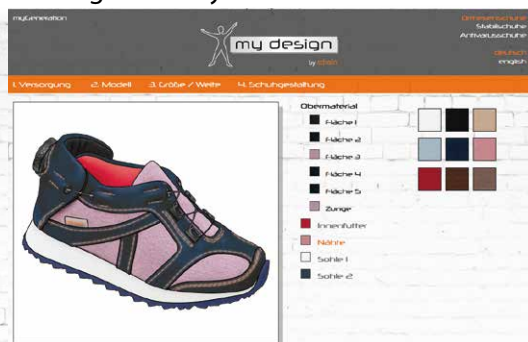 myGeneration
my design
Orthesenschuhe
Stabilschuhe
Antivarusschuhe
deutsch
english
1. Versorgung
2. Modell
3. Größe / Weite
4. Schuhgestaltung
Obermaterial
Fläche 1
Fläche 2
Fläche 3
Fläche 4
Fläche 5
Zunge
Innenfutter
Nähte
Sohle 1
Sohle 2